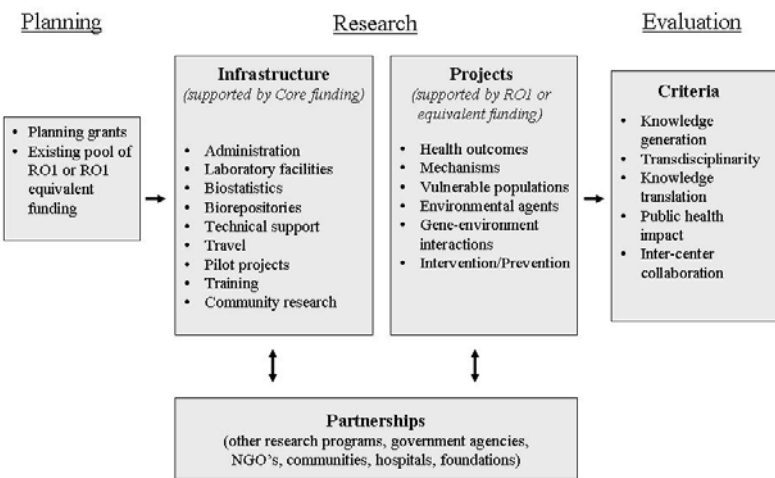 Planning
Research
Evaluation
• Planning grants
• Existing pool of
RO1 or RO1
equivalent
funding
Infrastructure
(supported by Core funding)
• Administration
• Laboratory facilities
• Biostatistics
• Biorepositories
• Technical support
• Travel
• Pilot projects
• Training
• Community research
Projects
(supported by RO1 or
equivalent funding)
• Health outcomes
• Mechanisms
• Vulnerable populations
• Environmental agents
• Gene-environment
interactions
• Intervention/Prevention
Criteria
• Knowledge
generation
• Transdisciplinarity
• Knowledge
translation
• Public health
impact
• Inter-center
collaboration
Partnerships
(other research programs, government agencies,
NGO's, communities, hospitals, foundations)